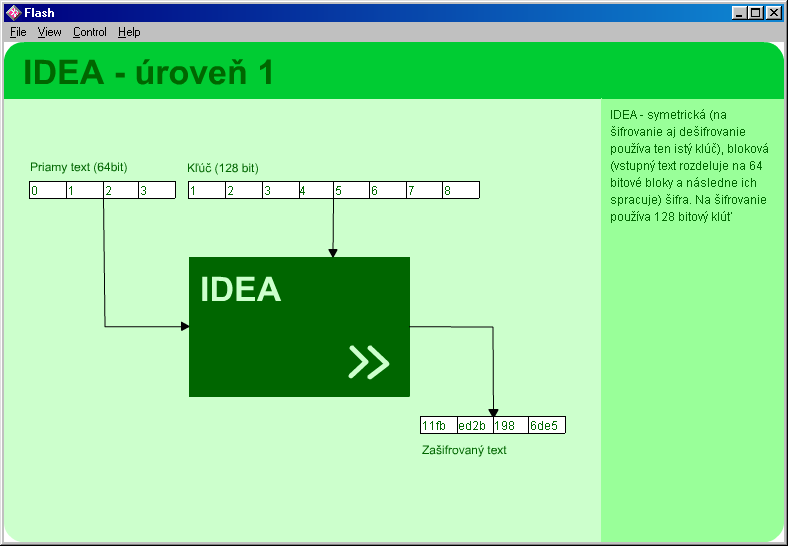 Flash
File View Control Help
IDEA - úroveň 1
Priamy text (64bit)
0 1 2 3
Kľúč (128 bit)
1 2 3 4 5 6 7 8
IDEA
11fb ed2b 198 6de5
Zašifrovaný text
IDEA - symetrická (na
šifrovanie aj dešifrovanie
používa ten istý klúč), bloková
(vstupný text rozdeluje na 64
bitové bloky a následne ich
spracuje) šifra. Na šifrovanie
používa 128 bitový klúť